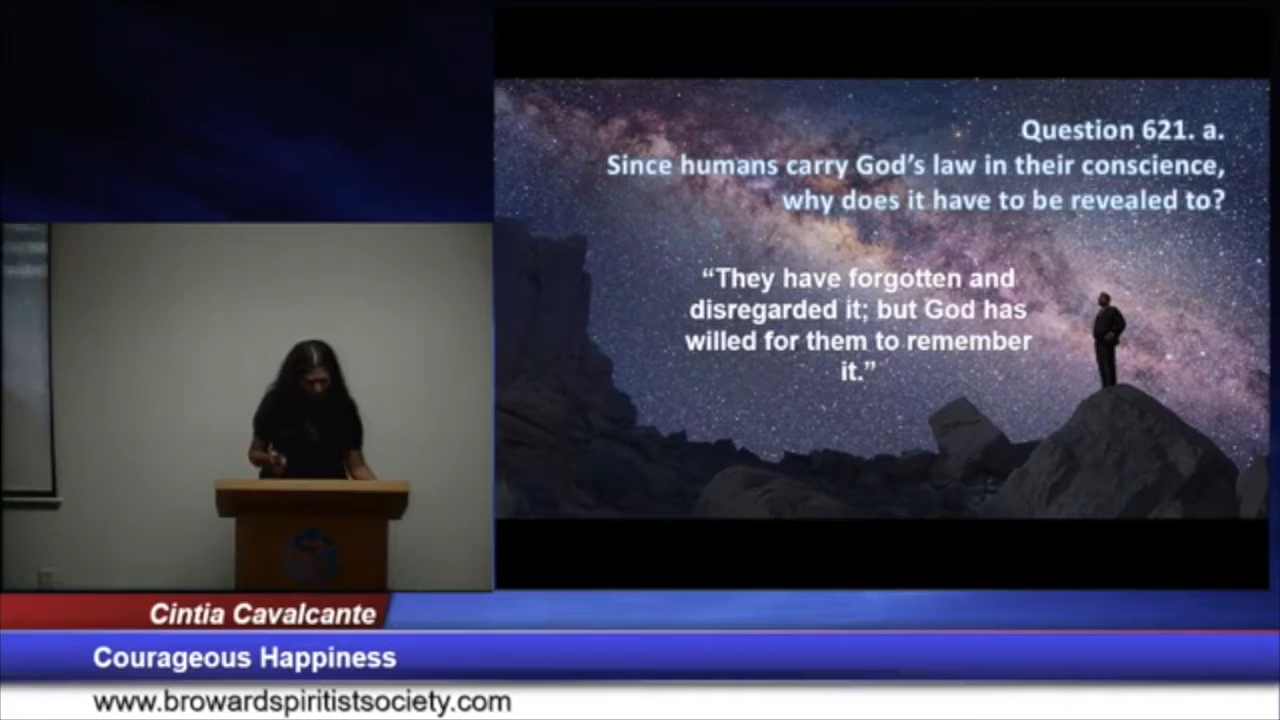 Question 621. a.
Since humans carry God’s law in their conscience,
why does it have to be revealed to?
“They have forgotten and
disregarded it; but God has
willed for them to remember
it.”
Cintia Cavalcante
Courageous Happiness
www.browardspiritistsociety.com